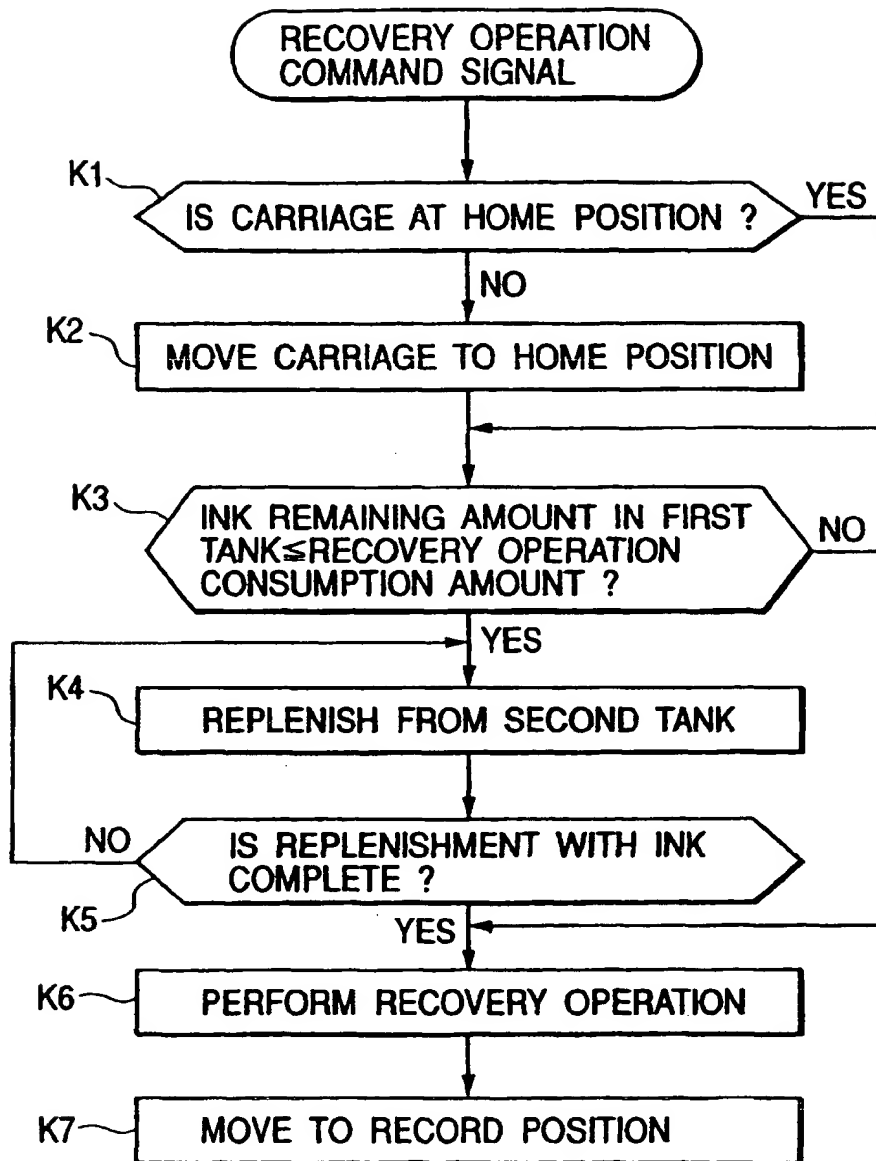 RECOVERY OPERATION
COMMAND SIGNAL
K1
IS CARRIAGE AT HOME POSITION ?
YES
NO
K2
MOVE CARRIAGE TO HOME POSITION
K3
INK REMAINING AMOUNT IN FIRST
TANK≦RECOVERY OPERATION
CONSUMPTION AMOUNT ?
NO
YES
K4
REPLENISH FROM SECOND TANK
NO
IS REPLENISHMENT WITH INK
COMPLETE ?
K5
YES
K6
PERFORM RECOVERY OPERATION
K7
MOVE TO RECORD POSITION